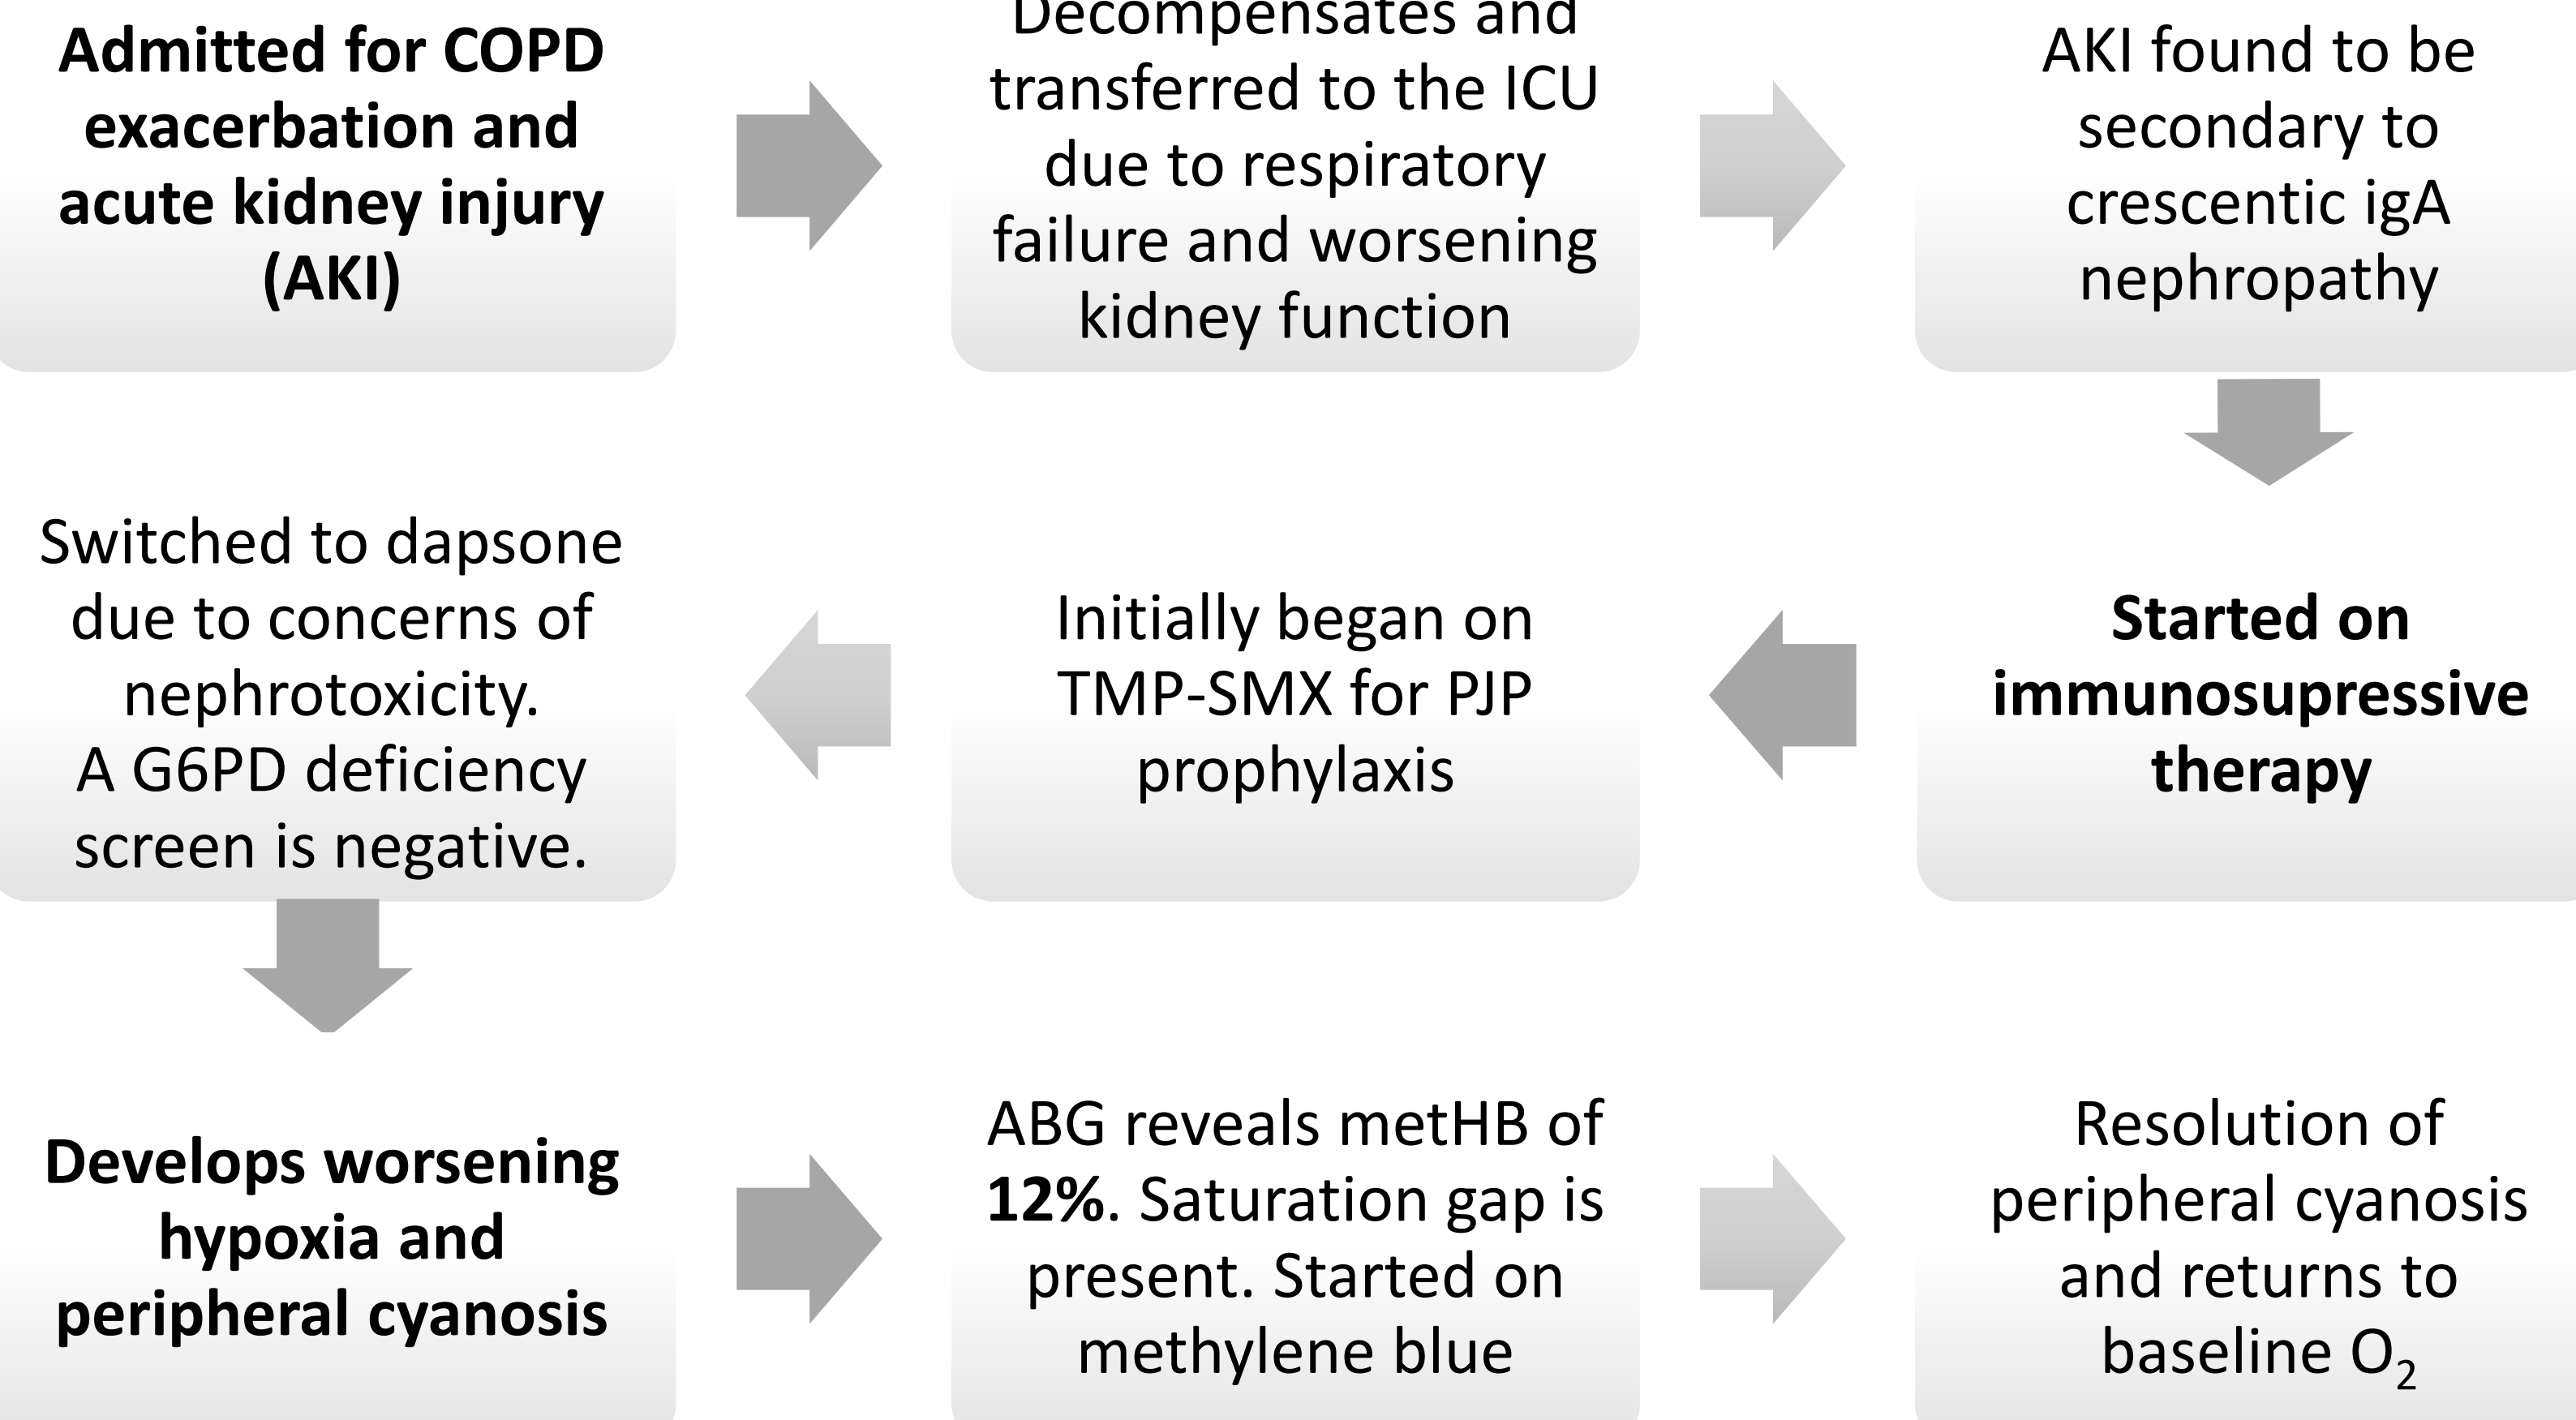 Admitted for COPD
exacerbation and
acute kidney injury
(AKI)
Decompensates and
transferred to the ICU
due to respiratory
failure and worsening
kidney function
AKI found to be
secondary to
crescentic igA
nephropathy
Started on
immunosupressive
therapy
Initially began on
TMP-SMX for PJP
prophylaxis
Switched to dapsone
due to concerns of
nephrotoxicity.
A G6PD deficiency
screen is negative.
Develops worsening
hypoxia and
peripheral cyanosis
ABG reveals metHB of
12%. Saturation gap is
present. Started on
methylene blue
Resolution of
peripheral cyanosis
and returns to
baseline O₂